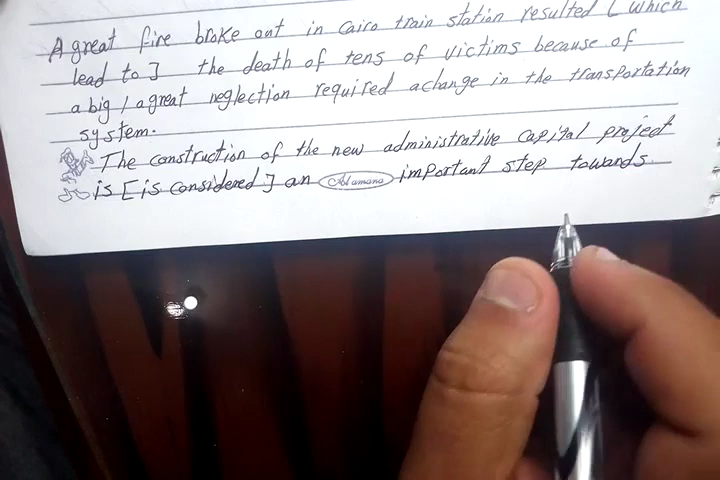 A great fire broke out in Cairo train station resulted [ which
lead to ] the death of tens of victims because of
a big / a great neglection required a change in the transportation
system.
The construction of the new administrative capital project
is [ is considered ] an Alamana important step towards